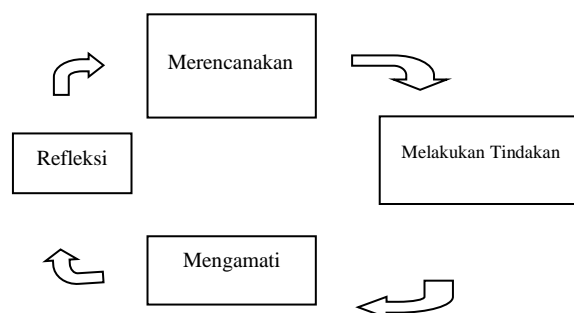 Merencanakan
Refleksi
Melakukan Tindakan
Mengamati